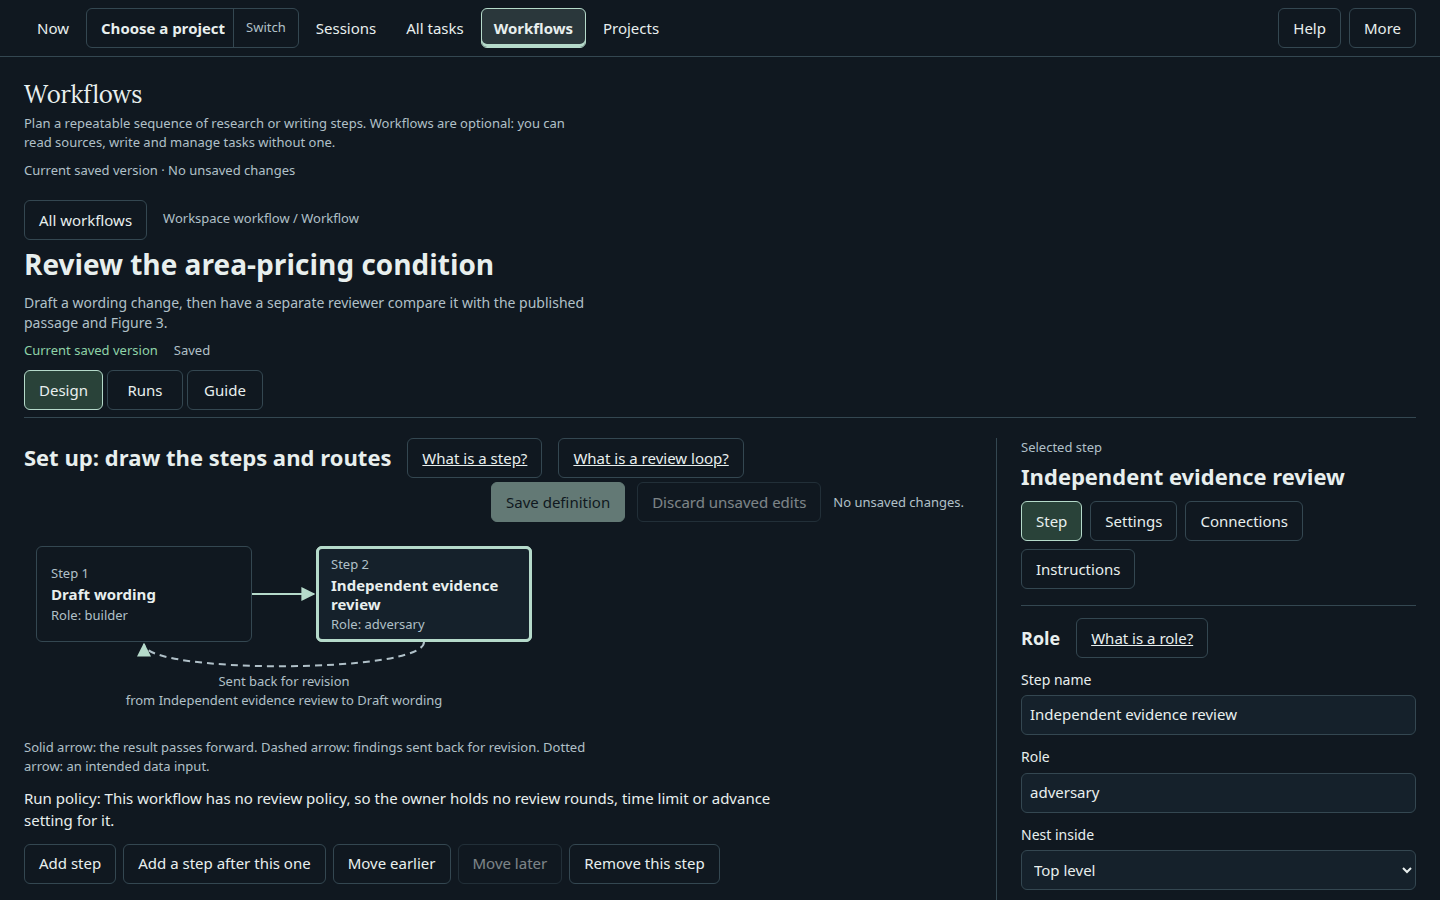 Now
Choose a project
Switch
Sessions
All tasks
Workflows
Projects
Help
More
Workflows
Plan a repeatable sequence of research or writing steps. Workflows are optional: you can
read sources, write and manage tasks without one.
Current saved version · No unsaved changes
All workflows
Workspace workflow / Workflow
Review the area-pricing condition
Draft a wording change, then have a separate reviewer compare it with the published
passage and Figure 3.
Current saved version
Saved
Design
Runs
Guide
Set up: draw the steps and routes
What is a step?
What is a review loop?
Save definition
Discard unsaved edits
No unsaved changes.
Step 1
Draft wording
Role: builder
Step 2
Independent evidence
review
Role: adversary
Sent back for revision
from Independent evidence review to Draft wording
Solid arrow: the result passes forward. Dashed arrow: findings sent back for revision. Dotted
arrow: an intended data input.
Run policy: This workflow has no review policy, so the owner holds no review rounds, time limit or advance
setting for it.
Add step
Add a step after this one
Move earlier
Move later
Remove this step
Selected step
Independent evidence review
Step
Settings
Connections
Instructions
Role
What is a role?
Step name
Independent evidence review
Role
adversary
Nest inside
Top level